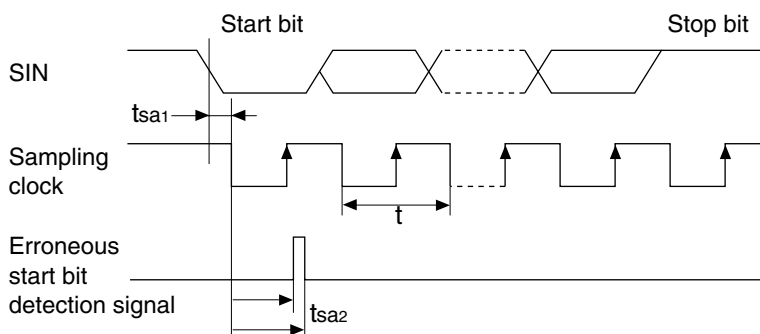 Start bit
Stop bit
SIN
tsa1
Sampling
clock
t
Erroneous
start bit
detection signal
tsa2